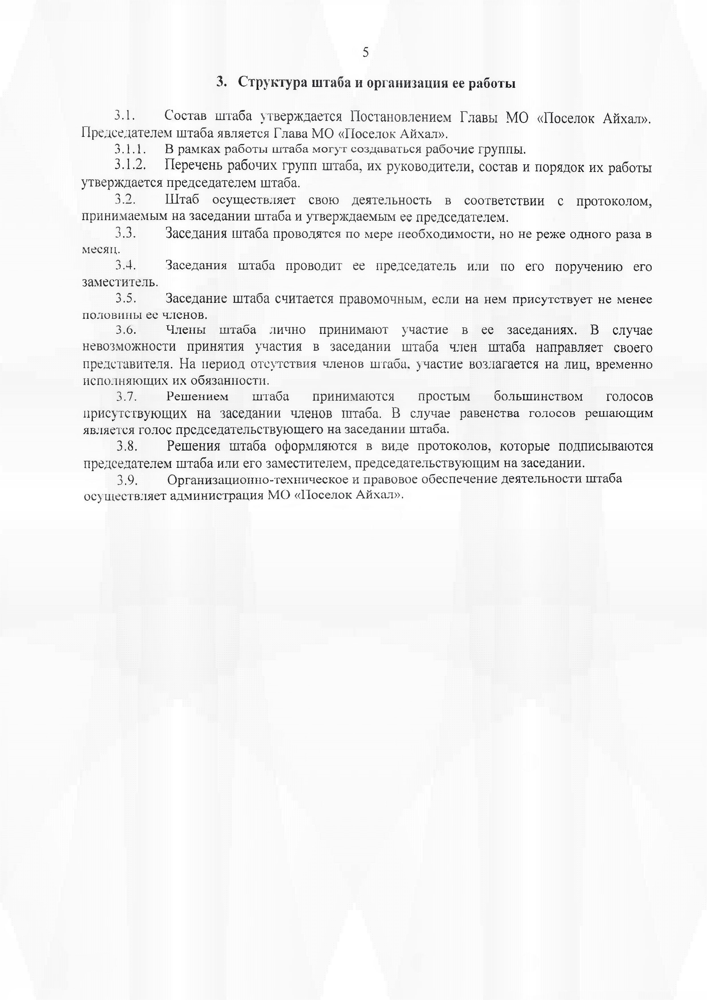 5
3. Структура штаба и организация ее работы
3.1. Состав штаба утверждается Постановлением Главы МО «Поселок Айхал».
Председателем штаба является Глава МО «Поселок Айхал».
3.1.1. В рамках работы штаба могут создаваться рабочие группы.
3.1.2. Перечень рабочих групп штаба, их руководители, состав и порядок их работы
утверждается председателем штаба.
3.2. Штаб осуществляет свою деятельность в соответствии с протоколом,
принимаемым на заседании штаба и утверждаемым ее председателем.
3.3. Заседания штаба проводятся по мере необходимости, но не реже одного раза в
месяц.
3.4. Заседания штаба проводит ее председатель или по его поручению его
заместитель.
3.5. Заседание штаба считается правомочным, если на нем присутствует не менее
половины ее членов.
3.6. Члены штаба лично принимают участие в ее заседаниях. В случае
невозможности принятия участия в заседании штаба член штаба направляет своего
представителя. На период отсутствия членов штаба, участие возлагается на лиц, временно
исполняющих их обязанности.
3.7. Решением штаба принимаются простым большинством голосов
присутствующих на заседании членов штаба. В случае равенства голосов решающим
является голос председательствующего на заседании штаба.
3.8. Решения штаба оформляются в виде протоколов, которые подписываются
председателем штаба или его заместителем, председательствующим на заседании.
3.9. Организационно-техническое и правовое обеспечение деятельности штаба
осуществляет администрация МО «Поселок Айхал».